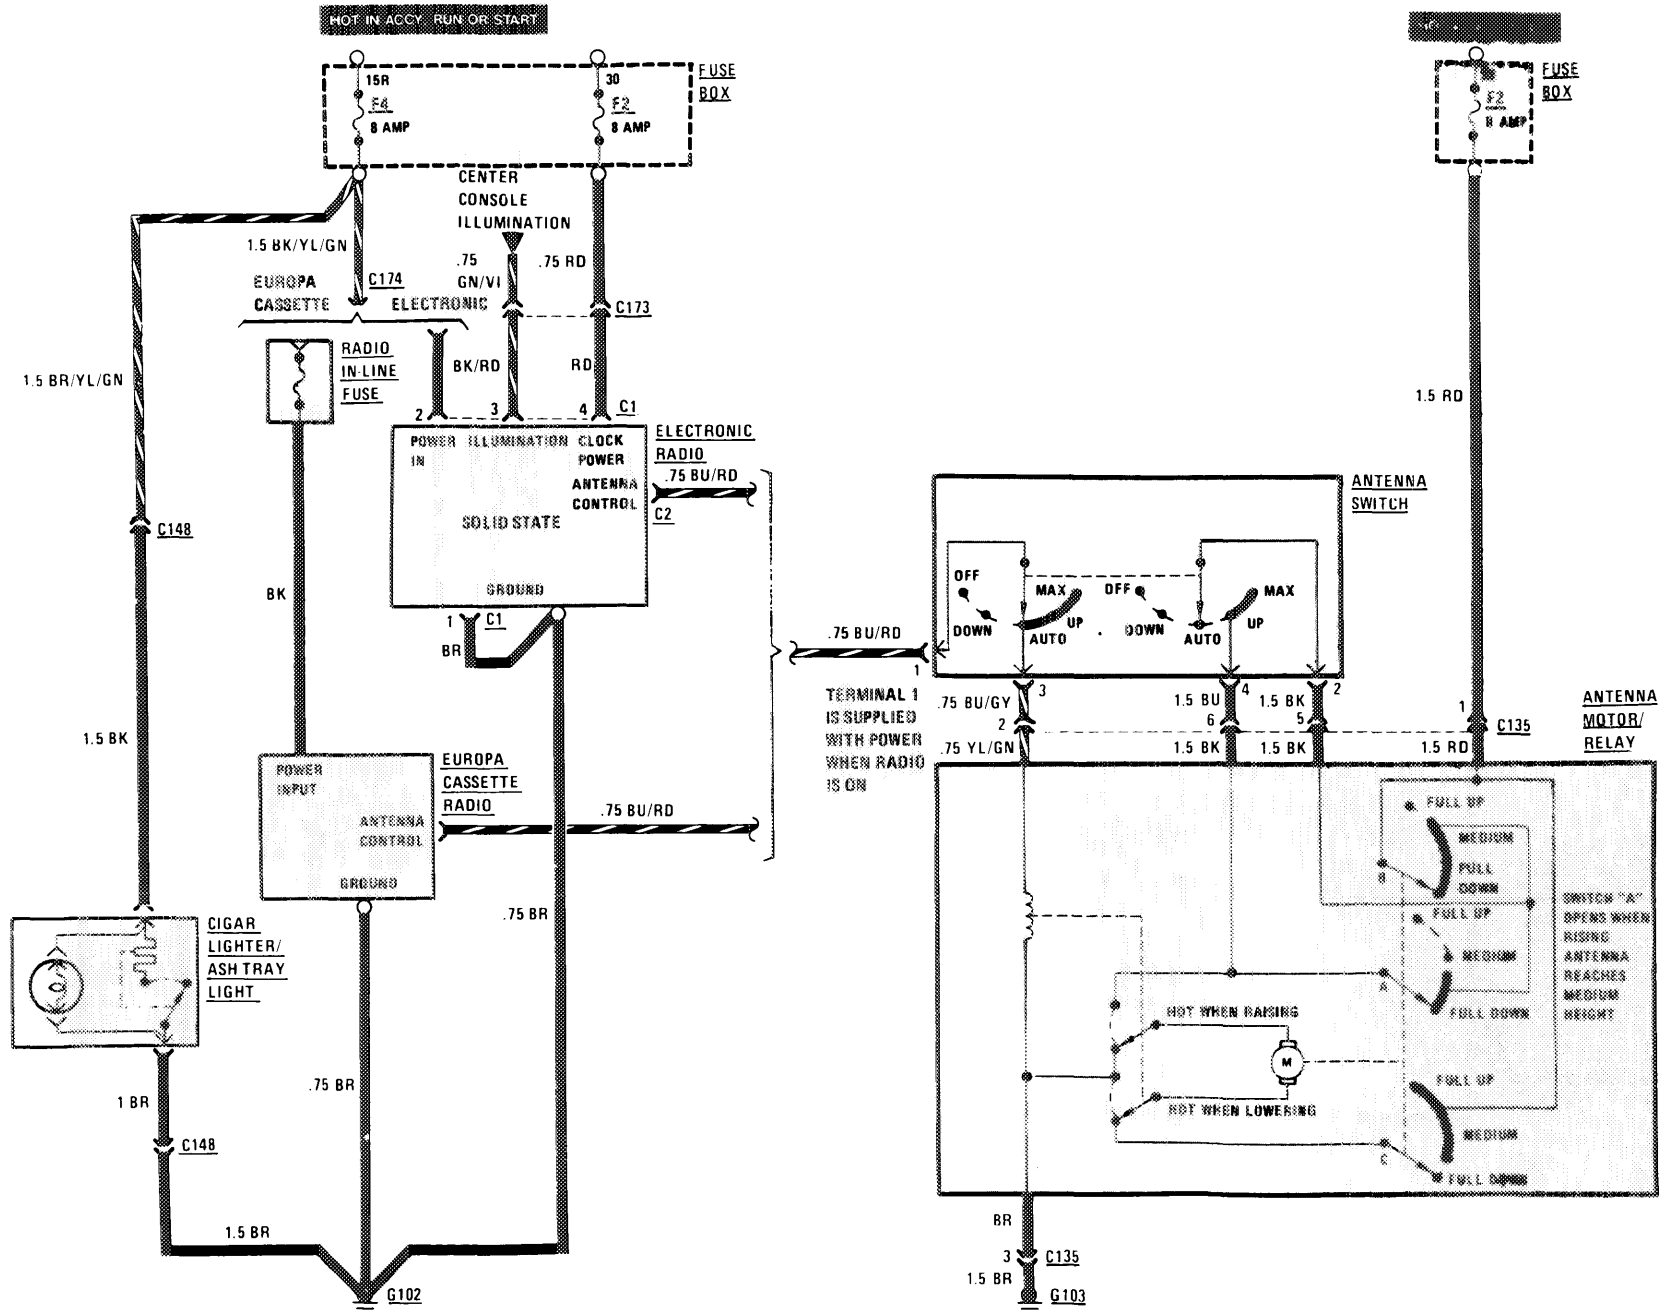 HOT IN ACCY RUN OR START
15R
F4
8 AMP
30
F2
8 AMP
FUSE
BOX
F2
8 AMP
FUSE
BOX
CENTER
CONSOLE
ILLUMINATION
1.5 BK/YL/GN
.75
GN/VI
.75 RD
C174
C173
EUROPA
CASSETTE
ELECTRONIC
RADIO
IN-LINE
FUSE
BK/RD
RD
1.5 BR/YL/GN
2
3
4
C1
POWER
IN
ILLUMINATION
CLOCK
POWER
ANTENNA
CONTROL
SOLID STATE
GROUND
ELECTRONIC
RADIO
.75 BU/RD
C2
1.5 RD
C148
BK
1
C1
BR
ANTENNA
SWITCH
OFF
DOWN
MAX
UP
AUTO
OFF
DOWN
MAX
UP
AUTO
.75 BU/RD
1
TERMINAL 1
IS SUPPLIED
WITH POWER
WHEN RADIO
IS ON
3
4
2
.75 BU/GY
1.5 BU
1.5 BK
1
2
6
5
C135
.75 YL/GN
1.5 BK
1.5 BK
1.5 RD
ANTENNA
MOTOR/
RELAY
1.5 BK
POWER
INPUT
ANTENNA
CONTROL
GROUND
EUROPA
CASSETTE
RADIO
.75 BU/RD
.75 BR
FULL UP
MEDIUM
PULL
DOWN
B
FULL UP
MEDIUM
A
FULL DOWN
SWITCH "A"
OPENS WHEN
RISING
ANTENNA
REACHES
MEDIUM
HEIGHT
HOT WHEN RAISING
M
HOT WHEN LOWERING
FULL UP
MEDIUM
C
FULL DOWN
CIGAR
LIGHTER/
ASH TRAY
LIGHT
1 BR
.75 BR
C148
1.5 BR
G102
BR
3
C135
1.5 BR
G103